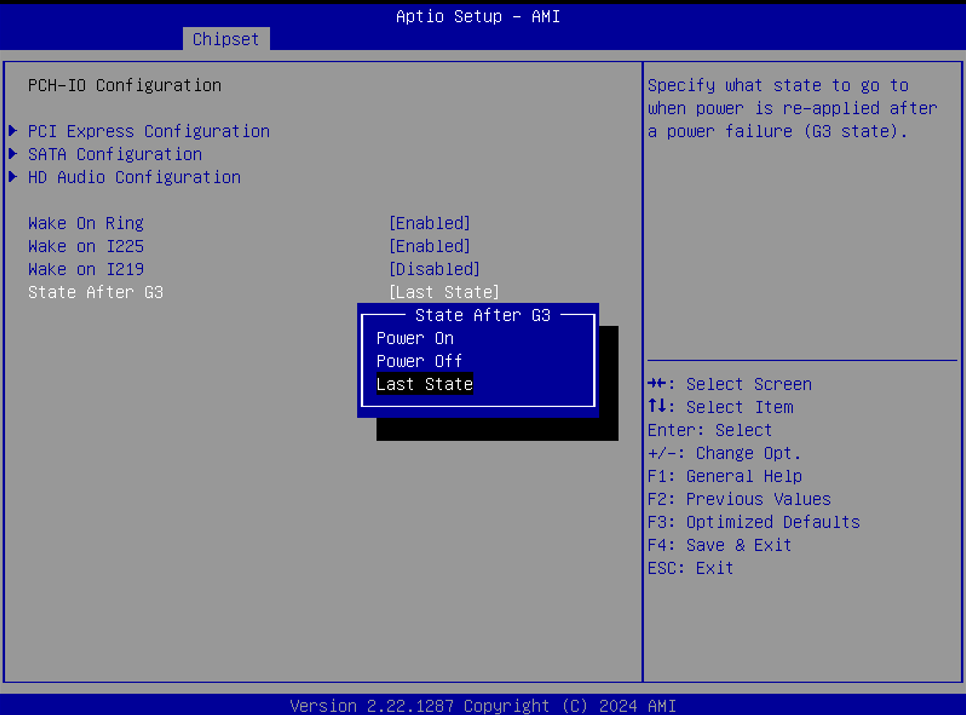 Aptio Setup – AMI
Chipset
PCH-IO Configuration
PCI Express Configuration
SATA Configuration
HD Audio Configuration
Wake On Ring [Enabled]
Wake on I225 [Enabled]
Wake on I219 [Disabled]
State After G3 [Last State]
State After G3
Power On
Power Off
Last State
Specify what state to go to
when power is re-applied after
a power failure (G3 state).
→←: Select Screen
↑↓: Select Item
Enter: Select
+/-: Change Opt.
F1: General Help
F2: Previous Values
F3: Optimized Defaults
F4: Save & Exit
ESC: Exit
Version 2.22.1287 Copyright (C) 2024 AMI